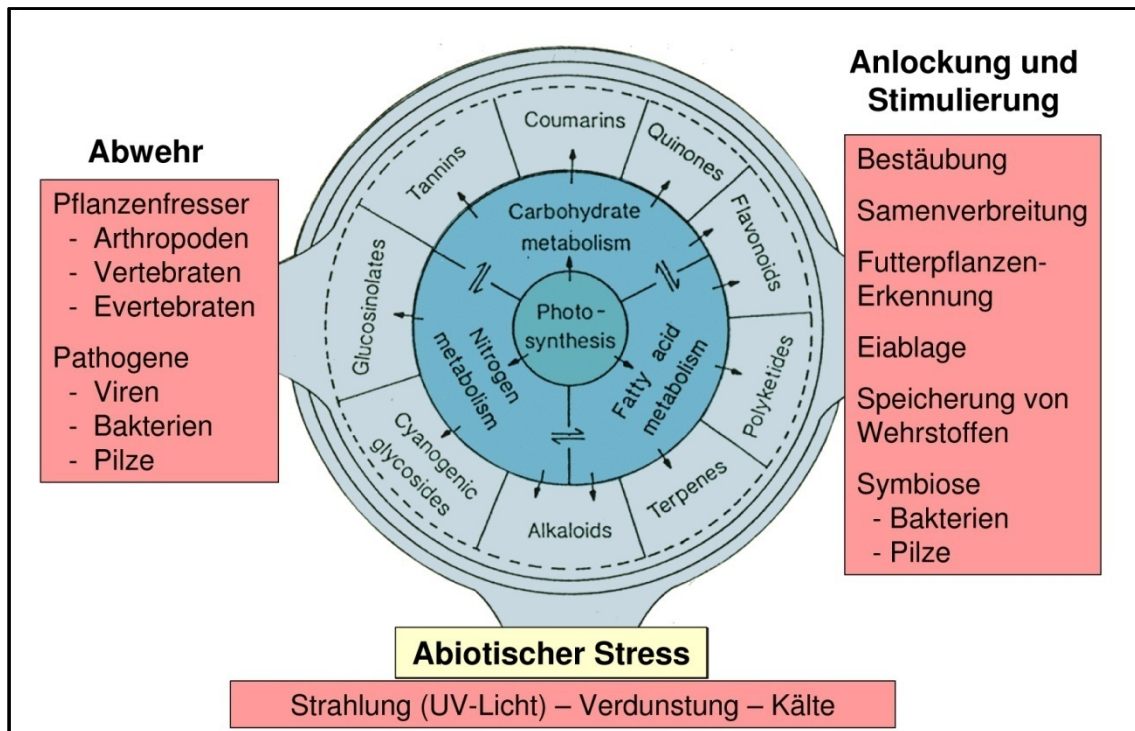 Abwehr
Pflanzenfresser
- Arthropoden
- Vertebraten
- Evertebraten
Pathogene
- Viren
- Bakterien
- Pilze
Coumarins
Quinones
Flavonoids
Polyketides
Terpenes
Alkaloids
Cyanogenic
glycosides
Glucosinolates
Tannins
Carbohydrate
metabolism
Fatty acid
metabolism
Nitrogen
metabolism
Photo-
synthesis
Anlockung und
Stimulierung
Bestäubung
Samenverbreitung
Futterpflanzen-
Erkennung
Eiablage
Speicherung von
Wehrstoffen
Symbiose
- Bakterien
- Pilze
Abiotischer Stress
Strahlung (UV-Licht) – Verdunstung – Kälte